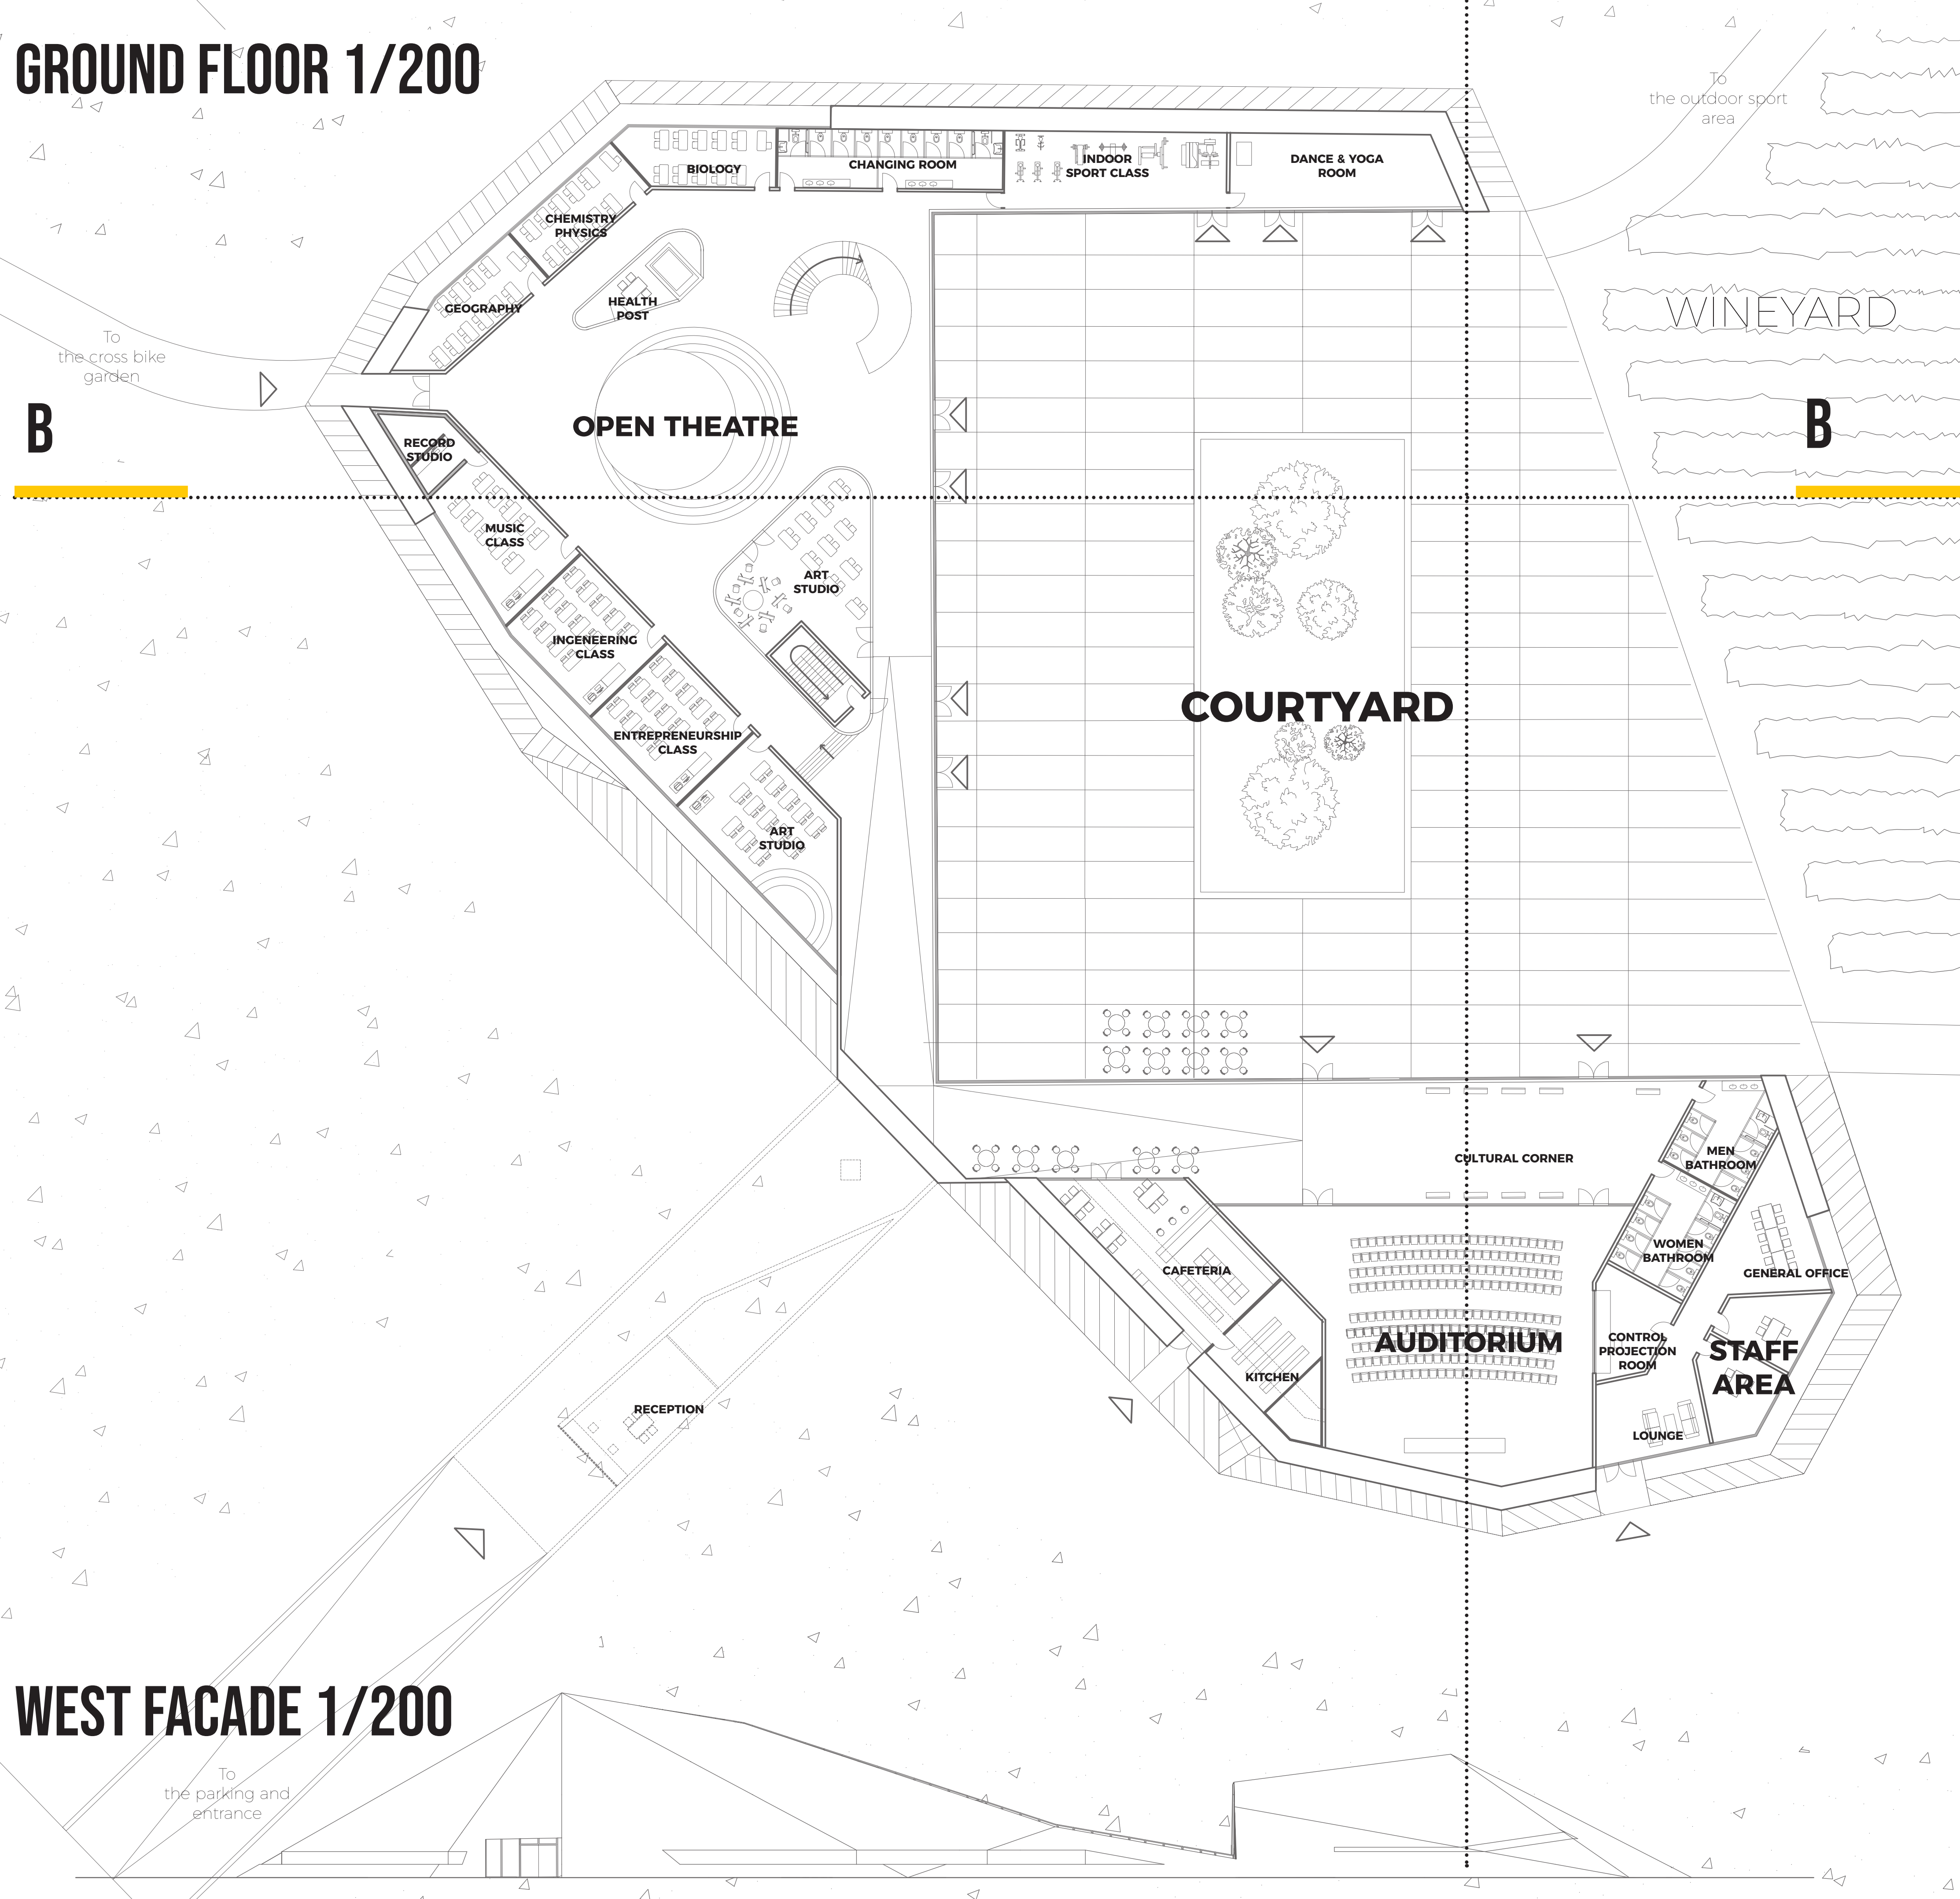 GROUND FLOOR 1/200
To
the outdoor sport
area
BIOLOGY
CHANGING ROOM
INDOOR
SPORT CLASS
DANCE & YOGA
ROOM
CHEMISTRY
PHYSICS
GEOGRAPHY
HEALTH
POST
WINEYARD
To
the cross bike
garden
B
B
OPEN THEATRE
RECORD
STUDIO
MUSIC
CLASS
ART
STUDIO
INGENEERING
CLASS
ENTREPRENEURSHIP
CLASS
COURTYARD
ART
STUDIO
CULTURAL CORNER
MEN
BATHROOM
WOMEN
BATHROOM
GENERAL OFFICE
CAFETERIA
AUDITORIUM
CONTROL
PROJECTION
ROOM
STAFF
AREA
KITCHEN
RECEPTION
LOUNGE
WEST FACADE 1/200
To
the parking and
entrance